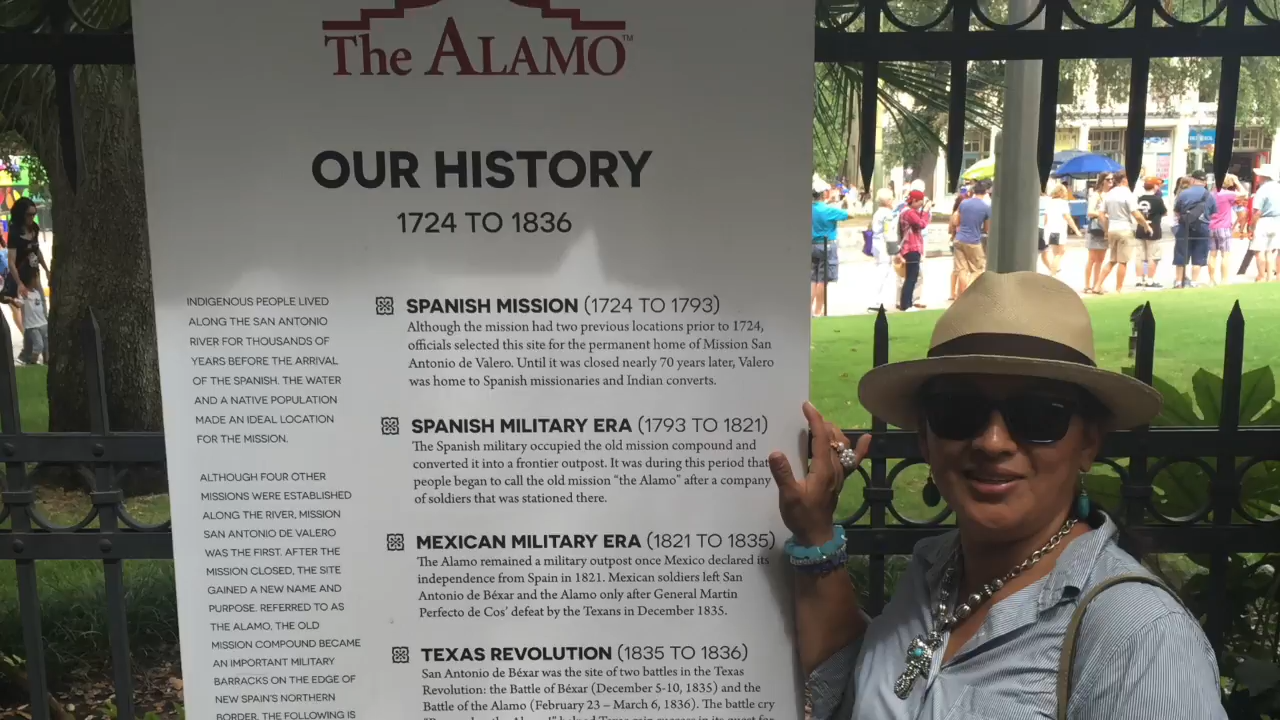 The ALAMO™
OUR HISTORY
1724 TO 1836
INDIGENOUS PEOPLE LIVED
ALONG THE SAN ANTONIO
RIVER FOR THOUSANDS OF
YEARS BEFORE THE ARRIVAL
OF THE SPANISH. THE WATER
AND A NATIVE POPULATION
MADE AN IDEAL LOCATION
FOR THE MISSION.
ALTHOUGH FOUR OTHER
MISSIONS WERE ESTABLISHED
ALONG THE RIVER, MISSION
SAN ANTONIO DE VALERO
WAS THE FIRST. AFTER THE
MISSION CLOSED, THE SITE
GAINED A NEW NAME AND
PURPOSE. REFERRED TO AS
THE ALAMO, THE OLD
MISSION COMPOUND BECAME
AN IMPORTANT MILITARY
BARRACKS ON THE EDGE OF
NEW SPAIN'S NORTHERN
BORDER. THE FOLLOWING IS
SPANISH MISSION (1724 TO 1793)
Although the mission had two previous locations prior to 1724,
officials selected this site for the permanent home of Mission San
Antonio de Valero. Until it was closed nearly 70 years later, Valero
was home to Spanish missionaries and Indian converts.
SPANISH MILITARY ERA (1793 TO 1821)
The Spanish military occupied the old mission compound and
converted it into a frontier outpost. It was during this period that
people began to call the old mission "the Alamo" after a company
of soldiers that was stationed there.
MEXICAN MILITARY ERA (1821 TO 1835)
The Alamo remained a military outpost once Mexico declared its
independence from Spain in 1821. Mexican soldiers left San
Antonio de Béxar and the Alamo only after General Martin
Perfecto de Cos' defeat by the Texans in December 1835.
TEXAS REVOLUTION (1835 TO 1836)
San Antonio de Béxar was the site of two battles in the Texas
Revolution: the Battle of Béxar (December 5-10, 1835) and the
Battle of the Alamo (February 23 – March 6, 1836). The battle cry
"Remember the Alamo!" helped Texas gain success in its quest for